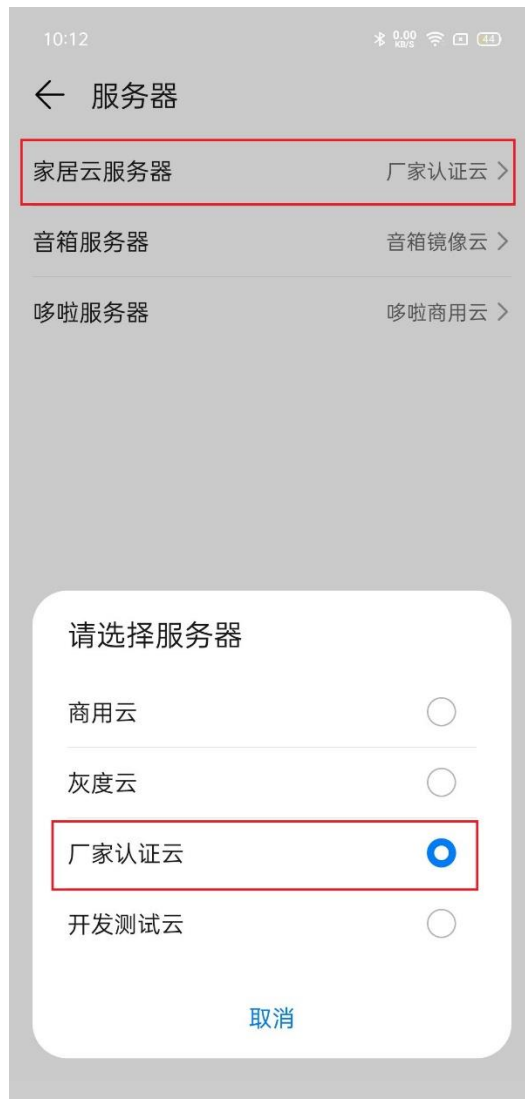 10:12
0.00
KB/S
44
服务器
家居云服务器 厂家认证云
音箱服务器 音箱镜像云
哆啦服务器 哆啦商用云
请选择服务器
商用云
灰度云
厂家认证云
开发测试云
取消